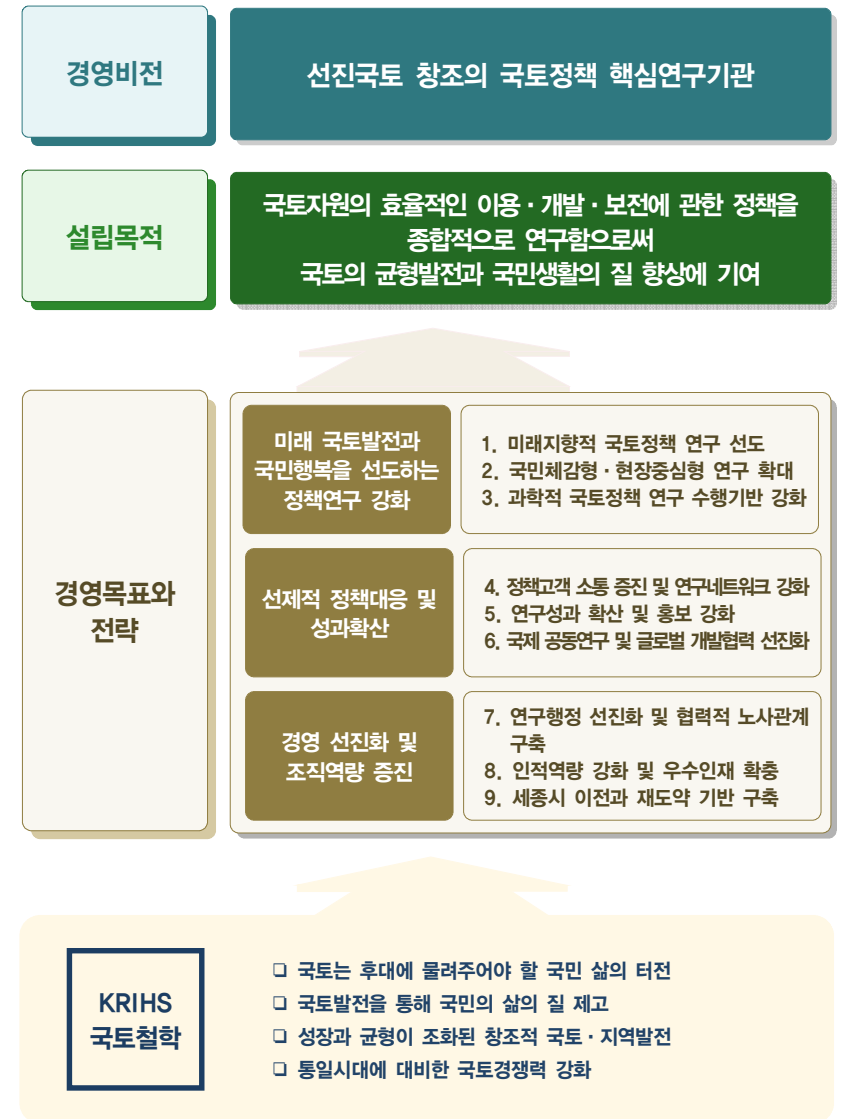 경영비전
선진국토 창조의 국토정책 핵심연구기관
설립목적
국토자원의 효율적인 이용·개발·보전에 관한 정책을
종합적으로 연구함으로써
국토의 균형발전과 국민생활의 질 향상에 기여
경영목표와
전략
미래 국토발전과
국민행복을 선도하는
정책연구 강화
1. 미래지향적 국토정책 연구 선도
2. 국민체감형·현장중심형 연구 확대
3. 과학적 국토정책 연구 수행기반 강화
선제적 정책대응 및
성과확산
4. 정책고객 소통 증진 및 연구네트워크 강화
5. 연구성과 확산 및 홍보 강화
6. 국제 공동연구 및 글로벌 개발협력 선진화
경영 선진화 및
조직역량 증진
7. 연구행정 선진화 및 협력적 노사관계
구축
8. 인적역량 강화 및 우수인재 확충
9. 세종시 이전과 재도약 기반 구축
KRIHS
국토철학
❏ 국토는 후대에 물려주어야 할 국민 삶의 터전
❏ 국토발전을 통해 국민의 삶의 질 제고
❏ 성장과 균형이 조화된 창조적 국토·지역발전
❏ 통일시대에 대비한 국토경쟁력 강화